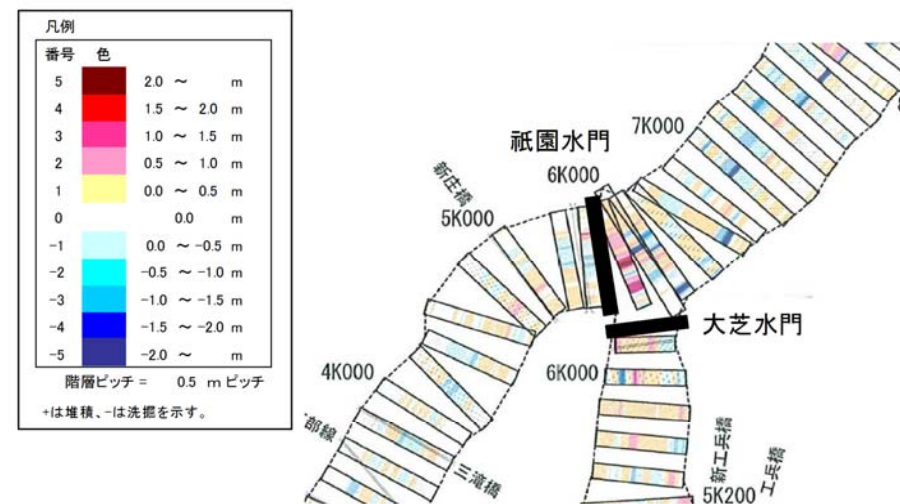 凡例
番号 色
5 2.0 ～ m
4 1.5 ～ 2.0 m
3 1.0 ～ 1.5 m
2 0.5 ～ 1.0 m
1 0.0 ～ 0.5 m
0 0.0 m
-1 0.0 ～ -0.5 m
-2 -0.5 ～ -1.0 m
-3 -1.0 ～ -1.5 m
-4 -1.5 ～ -2.0 m
-5 -2.0 ～ m
階層ピッチ = 0.5 m ピッチ
+は堆積、-は洗掘を示す。
7K000
祇園水門
6K000
新庄橋
5K000
大芝水門
4K000
6K000
部線
三滝橋
新工兵橋
工兵橋
5K200